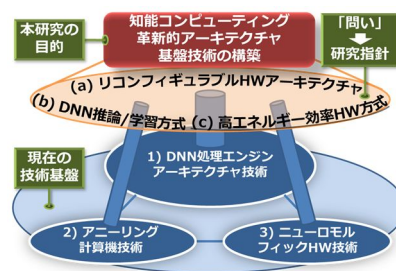 本研究の
目的
知能コンピューティング
革新的アーキテクチャ
基盤技術の構築
「問い」
研究指針
(a) リコンフィギュラブルHWアーキテクチャ
(b) DNN推論/学習方式 (c) 高エネルギー効率HW方式
現在の
技術基盤
1) DNN処理エンジン
アーキテクチャ技術
2) アニーリング
計算機技術
3) ニューロモル
フィックHW技術